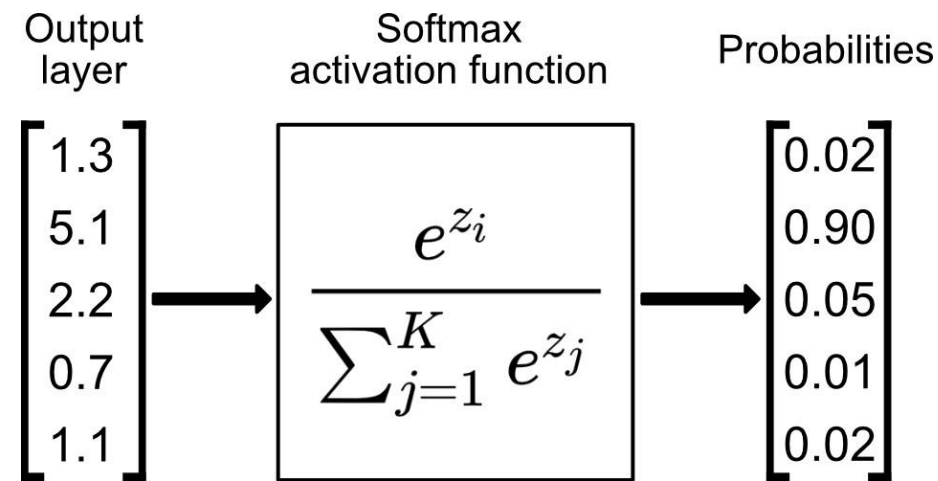 Output
layer
Softmax
activation function
Probabilities
1.3
5.1
2.2
0.7
1.1
e^{z_i}
∑_{j=1}^{K} e^{z_j}
0.02
0.90
0.05
0.01
0.02